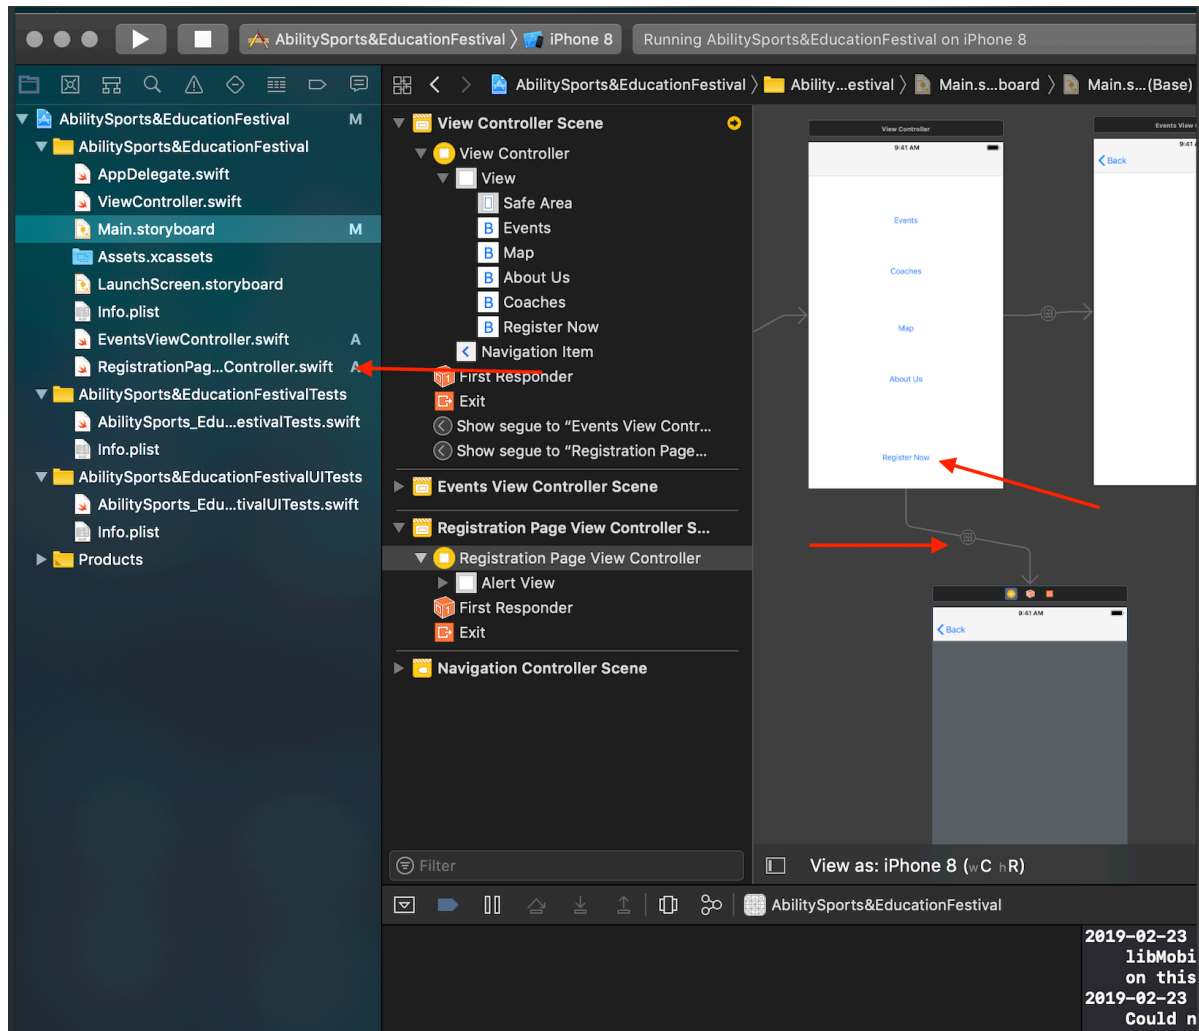 AbilitySports&EducationFestival 〉 iPhone 8
Running AbilitySports&EducationFestival on iPhone 8
AbilitySports&EducationFestival 〉 Ability...estival 〉 Main.s...board 〉 Main.s...(Base)
AbilitySports&EducationFestival M
AbilitySports&EducationFestival
AppDelegate.swift
ViewController.swift
Main.storyboard M
Assets.xcassets
LaunchScreen.storyboard
Info.plist
EventsViewController.swift A
RegistrationPag...Controller.swift A
AbilitySports&EducationFestivalTests
AbilitySports_Edu...estivalTests.swift
Info.plist
AbilitySports&EducationFestivalUITests
AbilitySports_Edu...tivalUITests.swift
Info.plist
Products
View Controller Scene
View Controller
View
Safe Area
B Events
B Map
B About Us
B Coaches
B Register Now
Navigation Item
First Responder
Exit
Show segue to “Events View Contr...
Show segue to “Registration Page...
Events View Controller Scene
Registration Page View Controller S...
Registration Page View Controller
Alert View
First Responder
Exit
Navigation Controller Scene
Filter
View Controller
9:41 AM
Events
Coaches
Map
About Us
Register Now
Events View
9:41
Back
9:41 AM
Back
View as: iPhone 8 (wC hR)
AbilitySports&EducationFestival
2019-02-23
libMobi
on this
2019-02-23
Could n